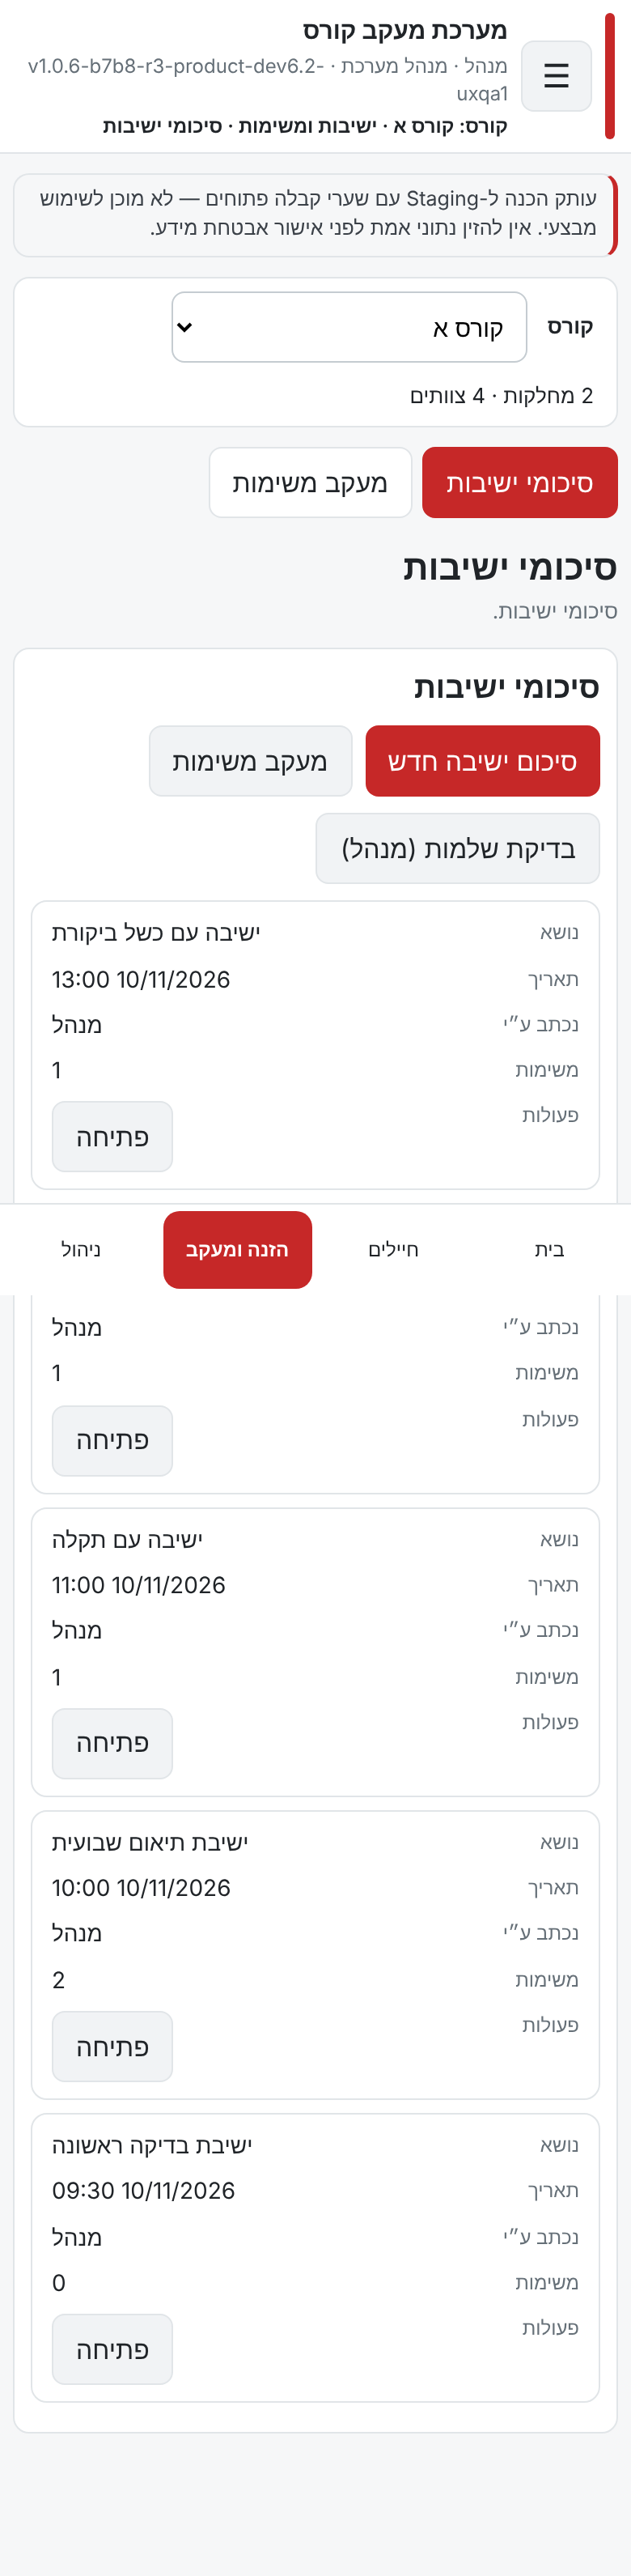 מערכת מעקב קורס
מנהל · מנהל מערכת · v1.0.6-b7b8-r3-product-dev6.2-
uxqa1
קורס: קורס א · ישיבות ומשימות · סיכומי ישיבות
☰
עותק הכנה ל-Staging עם שערי קבלה פתוחים — לא מוכן לשימוש
מבצעי. אין להזין נתוני אמת לפני אישור אבטחת מידע.
קורס
קורס א
2 מחלקות · 4 צוותים
סיכומי ישיבות
מעקב משימות
סיכומי ישיבות
סיכומי ישיבות.
סיכומי ישיבות
סיכום ישיבה חדש
מעקב משימות
בדיקת שלמות (מנהל)
נושא ישיבה עם כשל ביקורת
תאריך 10/11/2026 13:00
נכתב ע״י מנהל
משימות 1
פעולות פתיחה
בית
חיילים
הזנה ומעקב
ניהול
נכתב ע״י מנהל
משימות 1
פעולות פתיחה
נושא ישיבה עם תקלה
תאריך 10/11/2026 11:00
נכתב ע״י מנהל
משימות 1
פעולות פתיחה
נושא ישיבת תיאום שבועית
תאריך 10/11/2026 10:00
נכתב ע״י מנהל
משימות 2
פעולות פתיחה
נושא ישיבת בדיקה ראשונה
תאריך 10/11/2026 09:30
נכתב ע״י מנהל
משימות 0
פעולות פתיחה